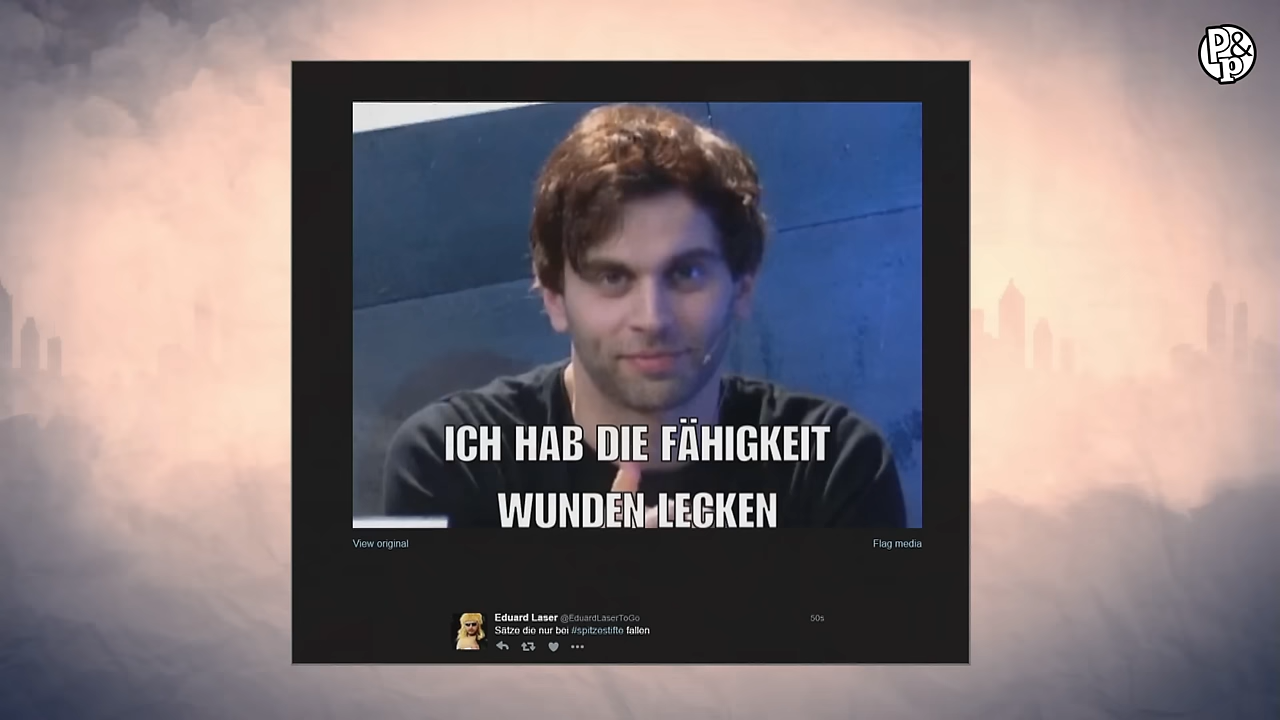 P&P
ICH HAB DIE FÄHIGKEIT
WUNDEN LECKEN
View original Flag media
Eduard Laser @EduardLaserToGo 50s
Sätze die nur bei #spitzestifte fallen